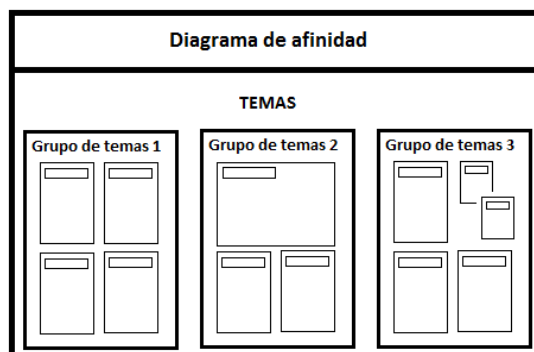 Diagrama de afinidad
TEMAS
Grupo de temas 1
Grupo de temas 2
Grupo de temas 3